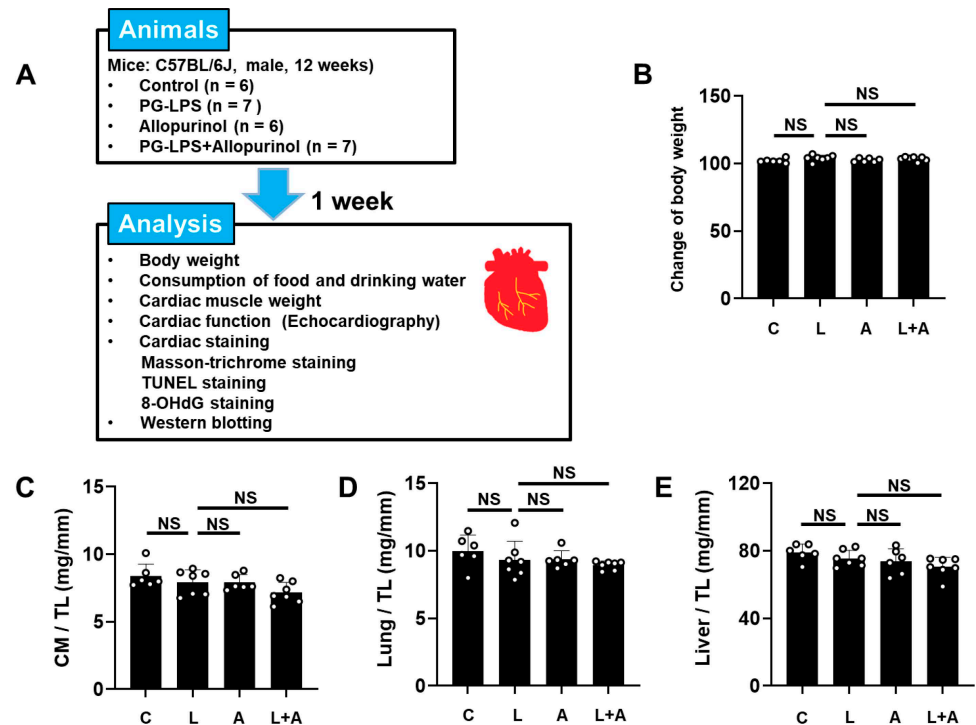 A
Animals
Mice: C57BL/6J, male, 12 weeks)
• Control (n = 6)
• PG-LPS (n = 7 )
• Allopurinol (n = 6)
• PG-LPS+Allopurinol (n = 7)
1 week
Analysis
• Body weight
• Consumption of food and drinking water
• Cardiac muscle weight
• Cardiac function (Echocardiography)
• Cardiac staining
Masson-trichrome staining
TUNEL staining
8-OHdG staining
• Western blotting
B
Change of body weight
150
100
50
0
NS
NS NS
C L A L+A
C
CM / TL (mg/mm)
15
10
5
0
NS
NS NS
C L A L+A
D
Lung / TL (mg/mm)
15
10
5
0
NS
NS NS
C L A L+A
E
Liver / TL (mg/mm)
120
80
40
0
NS
NS NS
C L A L+A